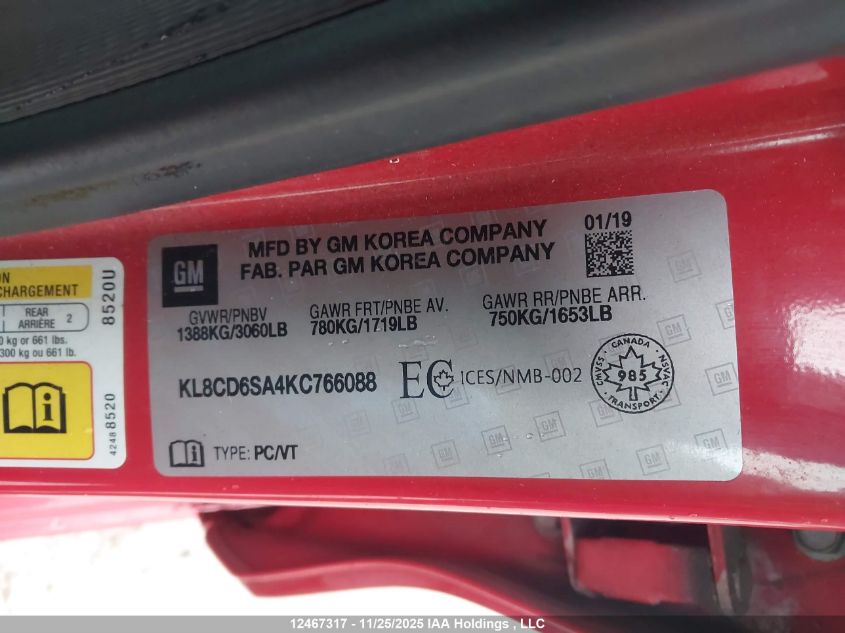 ON
CHARGEMENT
REAR
ARRIÈRE 2
0 kg or 661 lbs.
300 kg ou 661 lb.
8520U
42488520
GM
MFD BY GM KOREA COMPANY
FAB. PAR GM KOREA COMPANY
01/19
GVWR/PNBV
1388KG/3060LB
GAWR FRT/PNBE AV.
780KG/1719LB
GAWR RR/PNBE ARR.
750KG/1653LB
KL8CD6SA4KC766088
EC ICES/NMB-002
CANADA
CMVSS 985 NSVAC
TRANSPORT
TYPE: PC/VT
12467317 - 11/25/2025 IAA Holdings , LLC